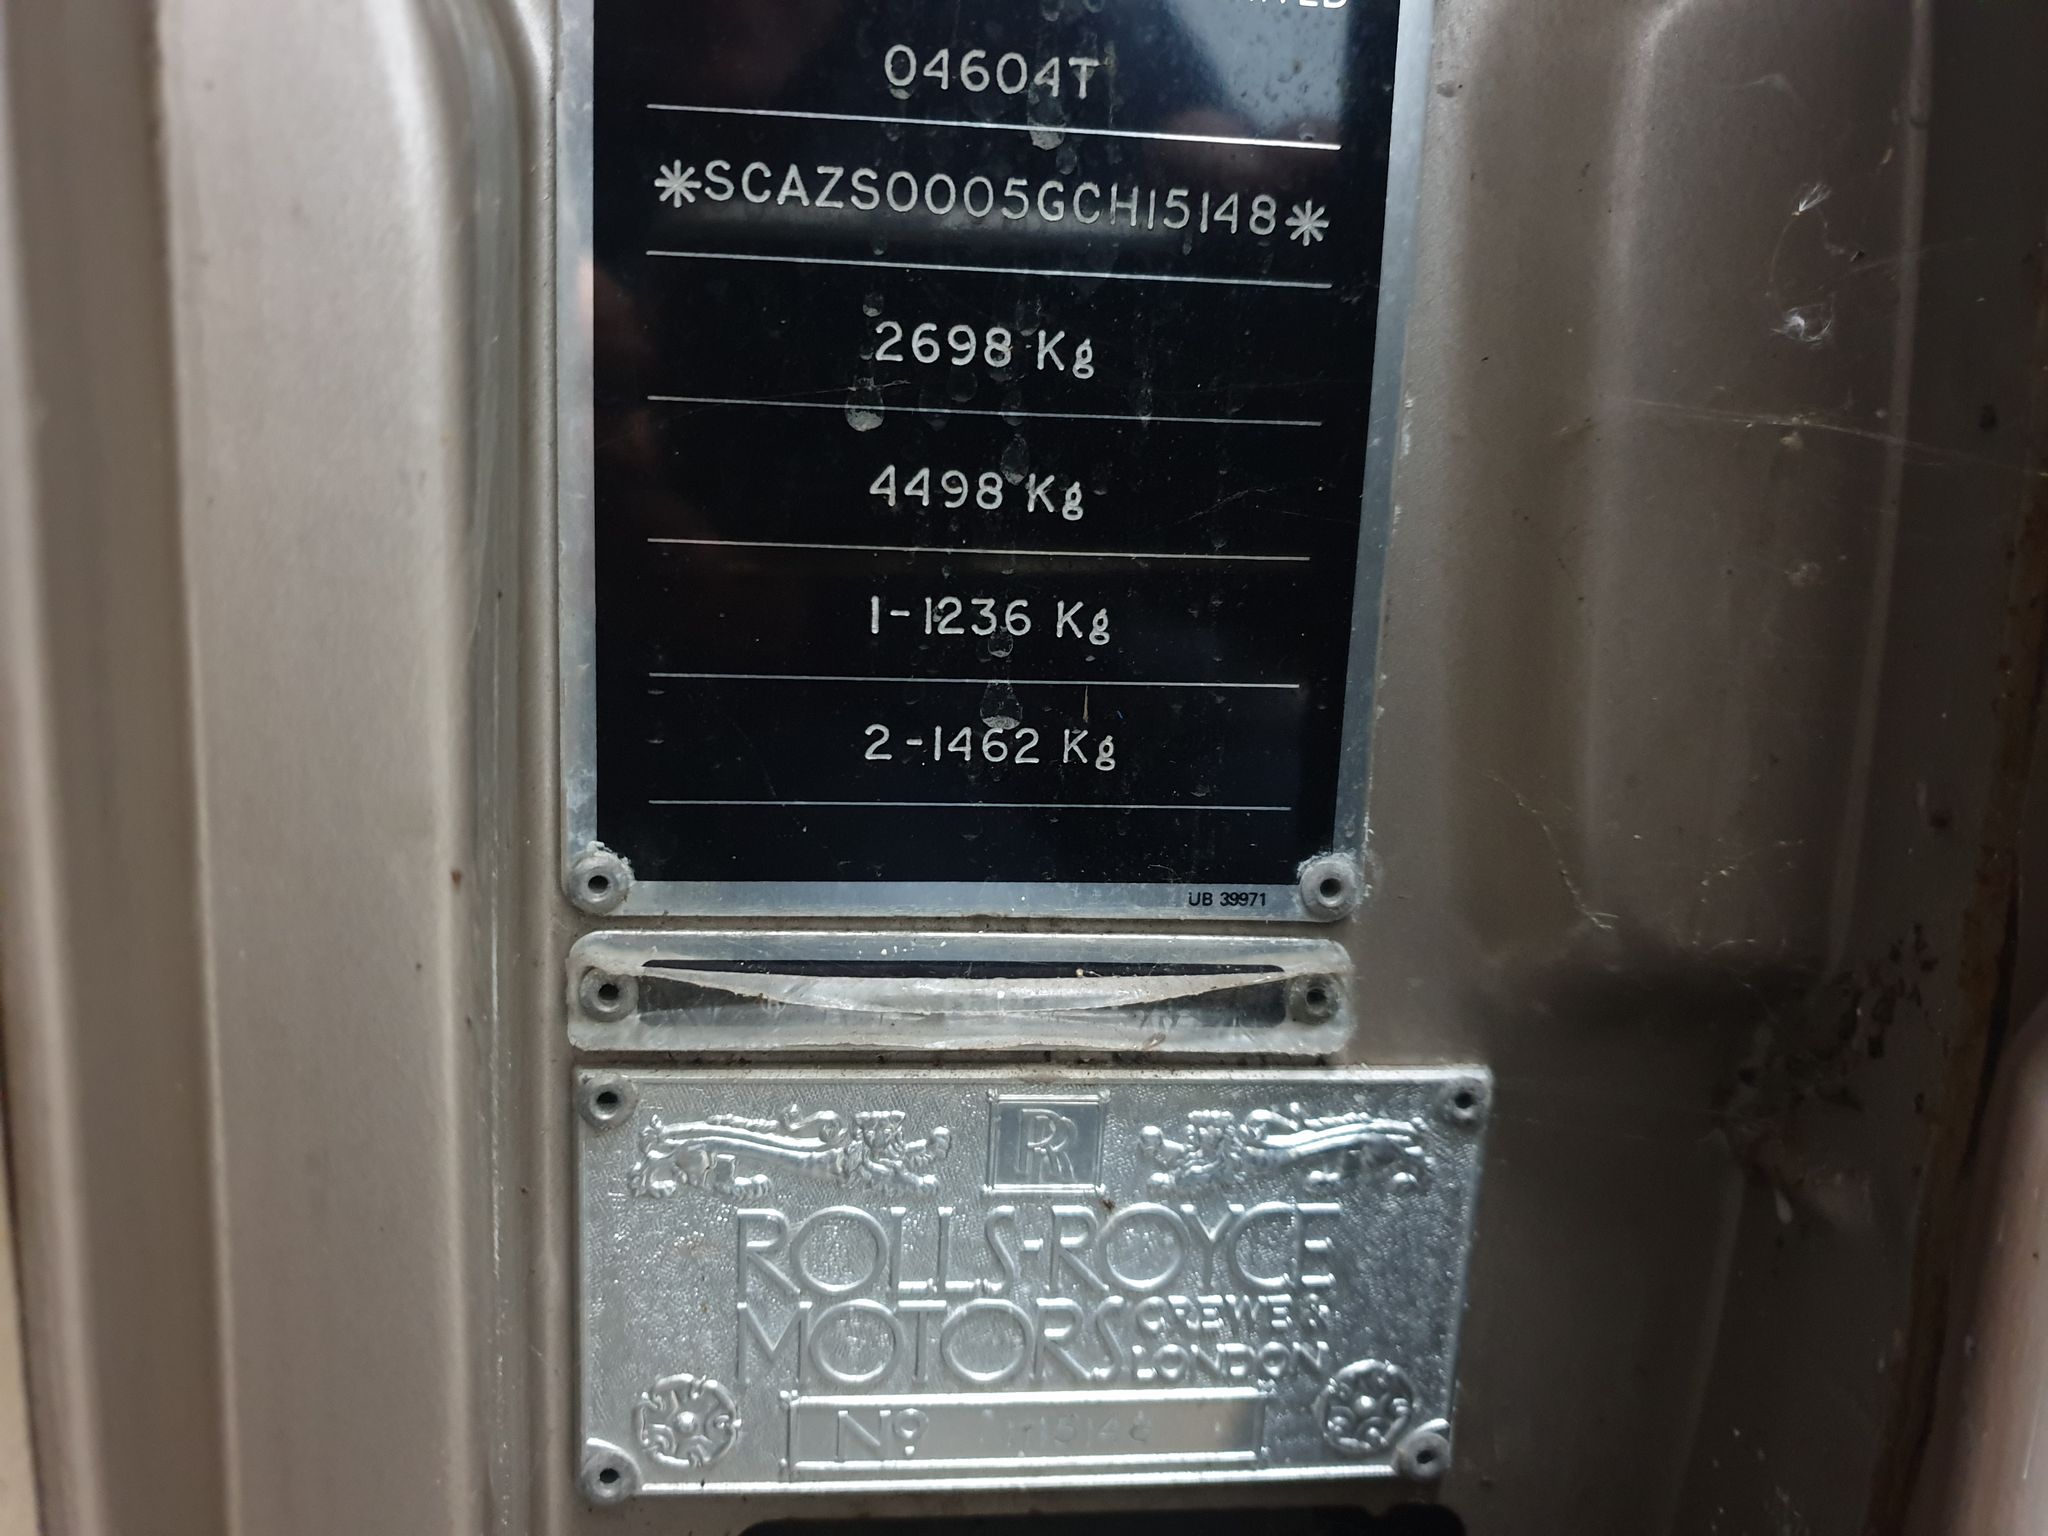 04604T
*SCAZS0005GCH15148*
2698 Kg
4498 Kg
1-1236 Kg
2-1462 Kg
UB 39971
RR
ROLLS-ROYCE
MOTORS CREWE &
LONDON
Nº 15148